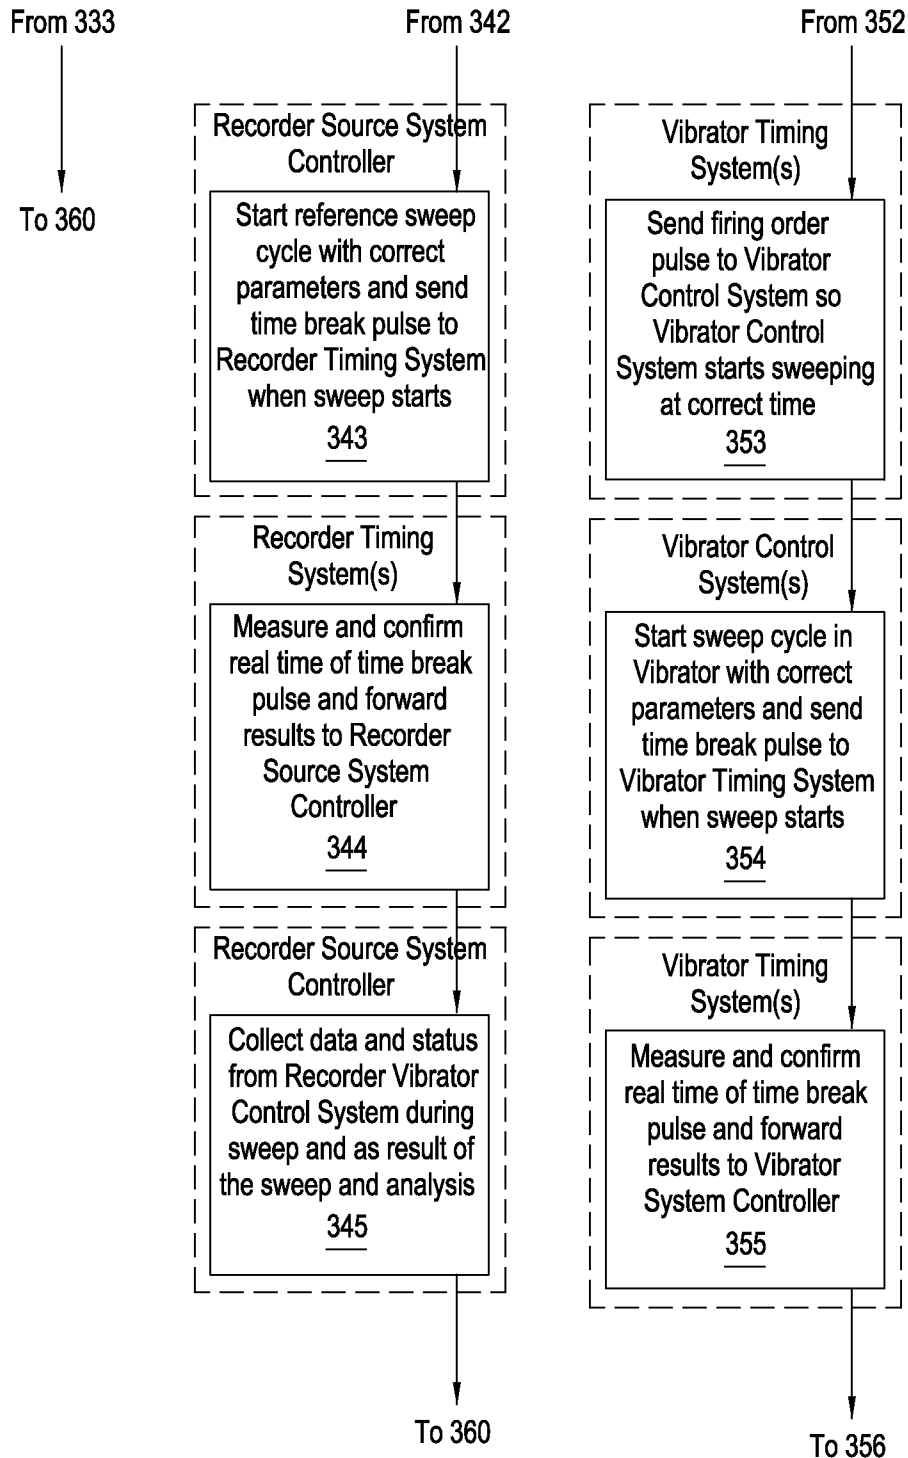 From 333
To 360
From 342
Recorder Source System
Controller
Start reference sweep
cycle with correct
parameters and send
time break pulse to
Recorder Timing System
when sweep starts
343
Recorder Timing
System(s)
Measure and confirm
real time of time break
pulse and forward
results to Recorder
Source System
Controller
344
Recorder Source System
Controller
Collect data and status
from Recorder Vibrator
Control System during
sweep and as result of
the sweep and analysis
345
To 360
From 352
Vibrator Timing
System(s)
Send firing order
pulse to Vibrator
Control System so
Vibrator Control
System starts sweeping
at correct time
353
Vibrator Control
System(s)
Start sweep cycle in
Vibrator with correct
parameters and send
time break pulse to
Vibrator Timing System
when sweep starts
354
Vibrator Timing
System(s)
Measure and confirm
real time of time break
pulse and forward
results to Vibrator
System Controller
355
To 356